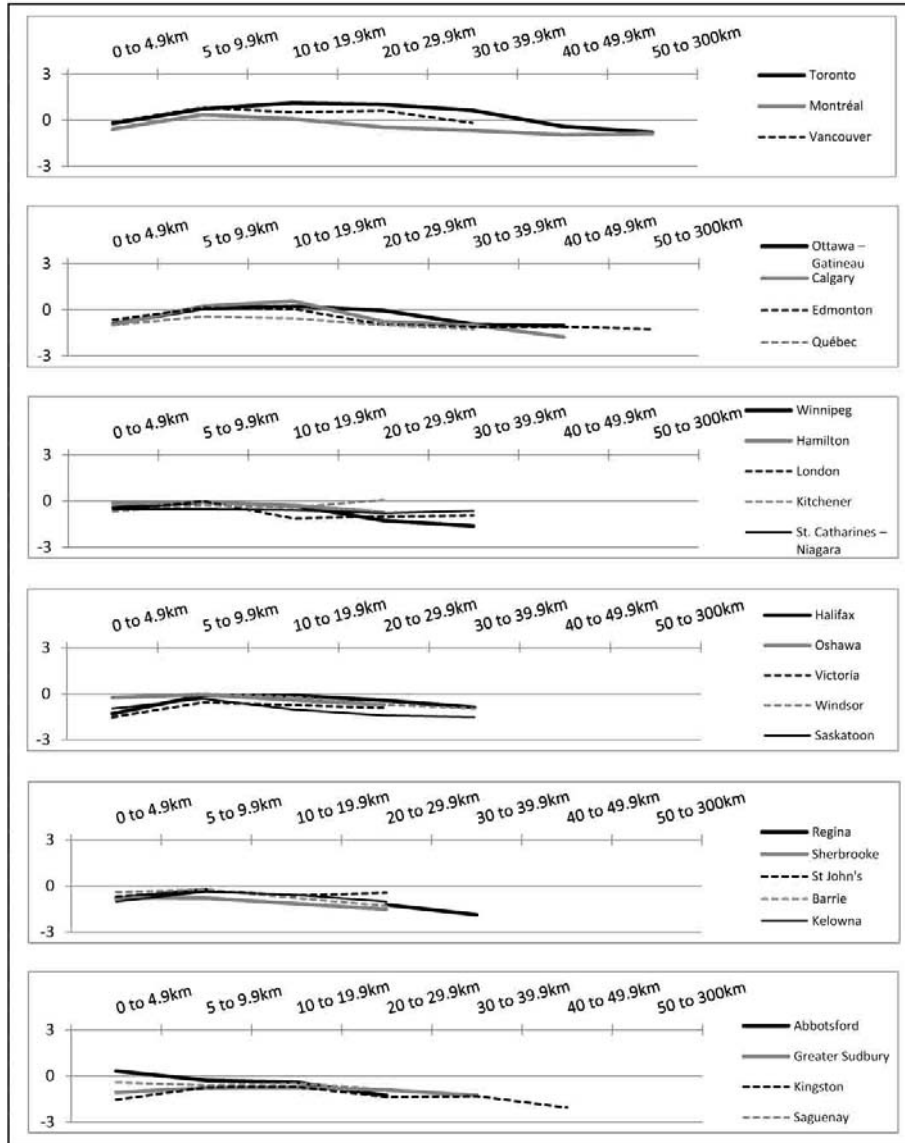 0 to 4.9km 5 to 9.9km 10 to 19.9km 20 to 29.9km 30 to 39.9km 40 to 49.9km 50 to 300km
3
0
-3
Toronto
Montréal
Vancouver
0 to 4.9km 5 to 9.9km 10 to 19.9km 20 to 29.9km 30 to 39.9km 40 to 49.9km 50 to 300km
3
0
-3
Ottawa –
Gatineau
Calgary
Edmonton
Québec
0 to 4.9km 5 to 9.9km 10 to 19.9km 20 to 29.9km 30 to 39.9km 40 to 49.9km 50 to 300km
3
0
-3
Winnipeg
Hamilton
London
Kitchener
St. Catharines –
Niagara
0 to 4.9km 5 to 9.9km 10 to 19.9km 20 to 29.9km 30 to 39.9km 40 to 49.9km 50 to 300km
3
0
-3
Halifax
Oshawa
Victoria
Windsor
Saskatoon
0 to 4.9km 5 to 9.9km 10 to 19.9km 20 to 29.9km 30 to 39.9km 40 to 49.9km 50 to 300km
3
0
-3
Regina
Sherbrooke
St John's
Barrie
Kelowna
0 to 4.9km 5 to 9.9km 10 to 19.9km 20 to 29.9km 30 to 39.9km 40 to 49.9km 50 to 300km
3
0
-3
Abbotsford
Greater Sudbury
Kingston
Saguenay